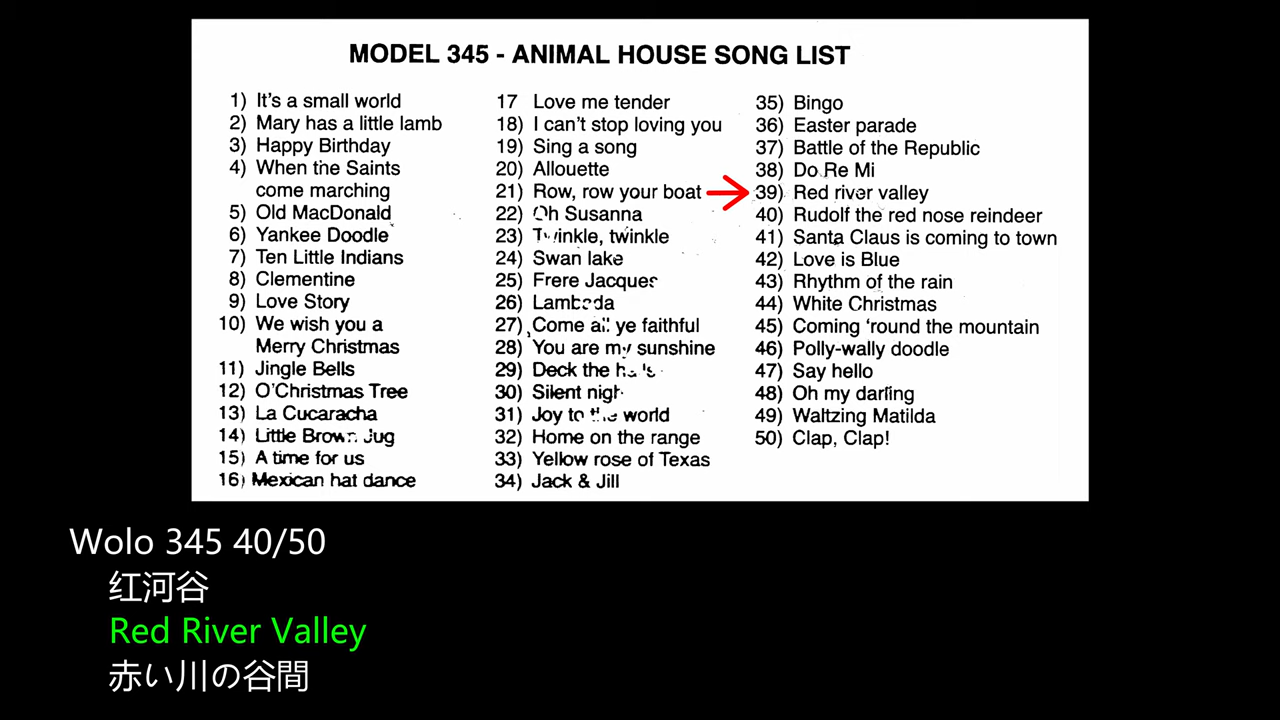 MODEL 345 - ANIMAL HOUSE SONG LIST
1) It's a small world
2) Mary has a little lamb
3) Happy Birthday
4) When the Saints
come marching
5) Old MacDonald
6) Yankee Doodle
7) Ten Little Indians
8) Clementine
9) Love Story
10) We wish you a
Merry Christmas
11) Jingle Bells
12) O'Christmas Tree
13) La Cucaracha
14) Little Brown Jug
15) A time for us
16) Mexican hat dance
17 Love me tender
18) I can't stop loving you
19) Sing a song
20) Allouette
21) Row, row your boat
22) Oh Susanna
23) Twinkle, twinkle
24) Swan lake
25) Frere Jacques
26) Lambada
27) Come all ye faithful
28) You are my sunshine
29) Deck the halls
30) Silent night
31) Joy to the world
32) Home on the range
33) Yellow rose of Texas
34) Jack & Jill
35) Bingo
36) Easter parade
37) Battle of the Republic
38) Do Re Mi
39) Red river valley
40) Rudolf the red nose reindeer
41) Santa Claus is coming to town
42) Love is Blue
43) Rhythm of the rain
44) White Christmas
45) Coming 'round the mountain
46) Polly-wally doodle
47) Say hello
48) Oh my darling
49) Waltzing Matilda
50) Clap, Clap!
Wolo 345 40/50
红河谷
Red River Valley
赤い川の谷間